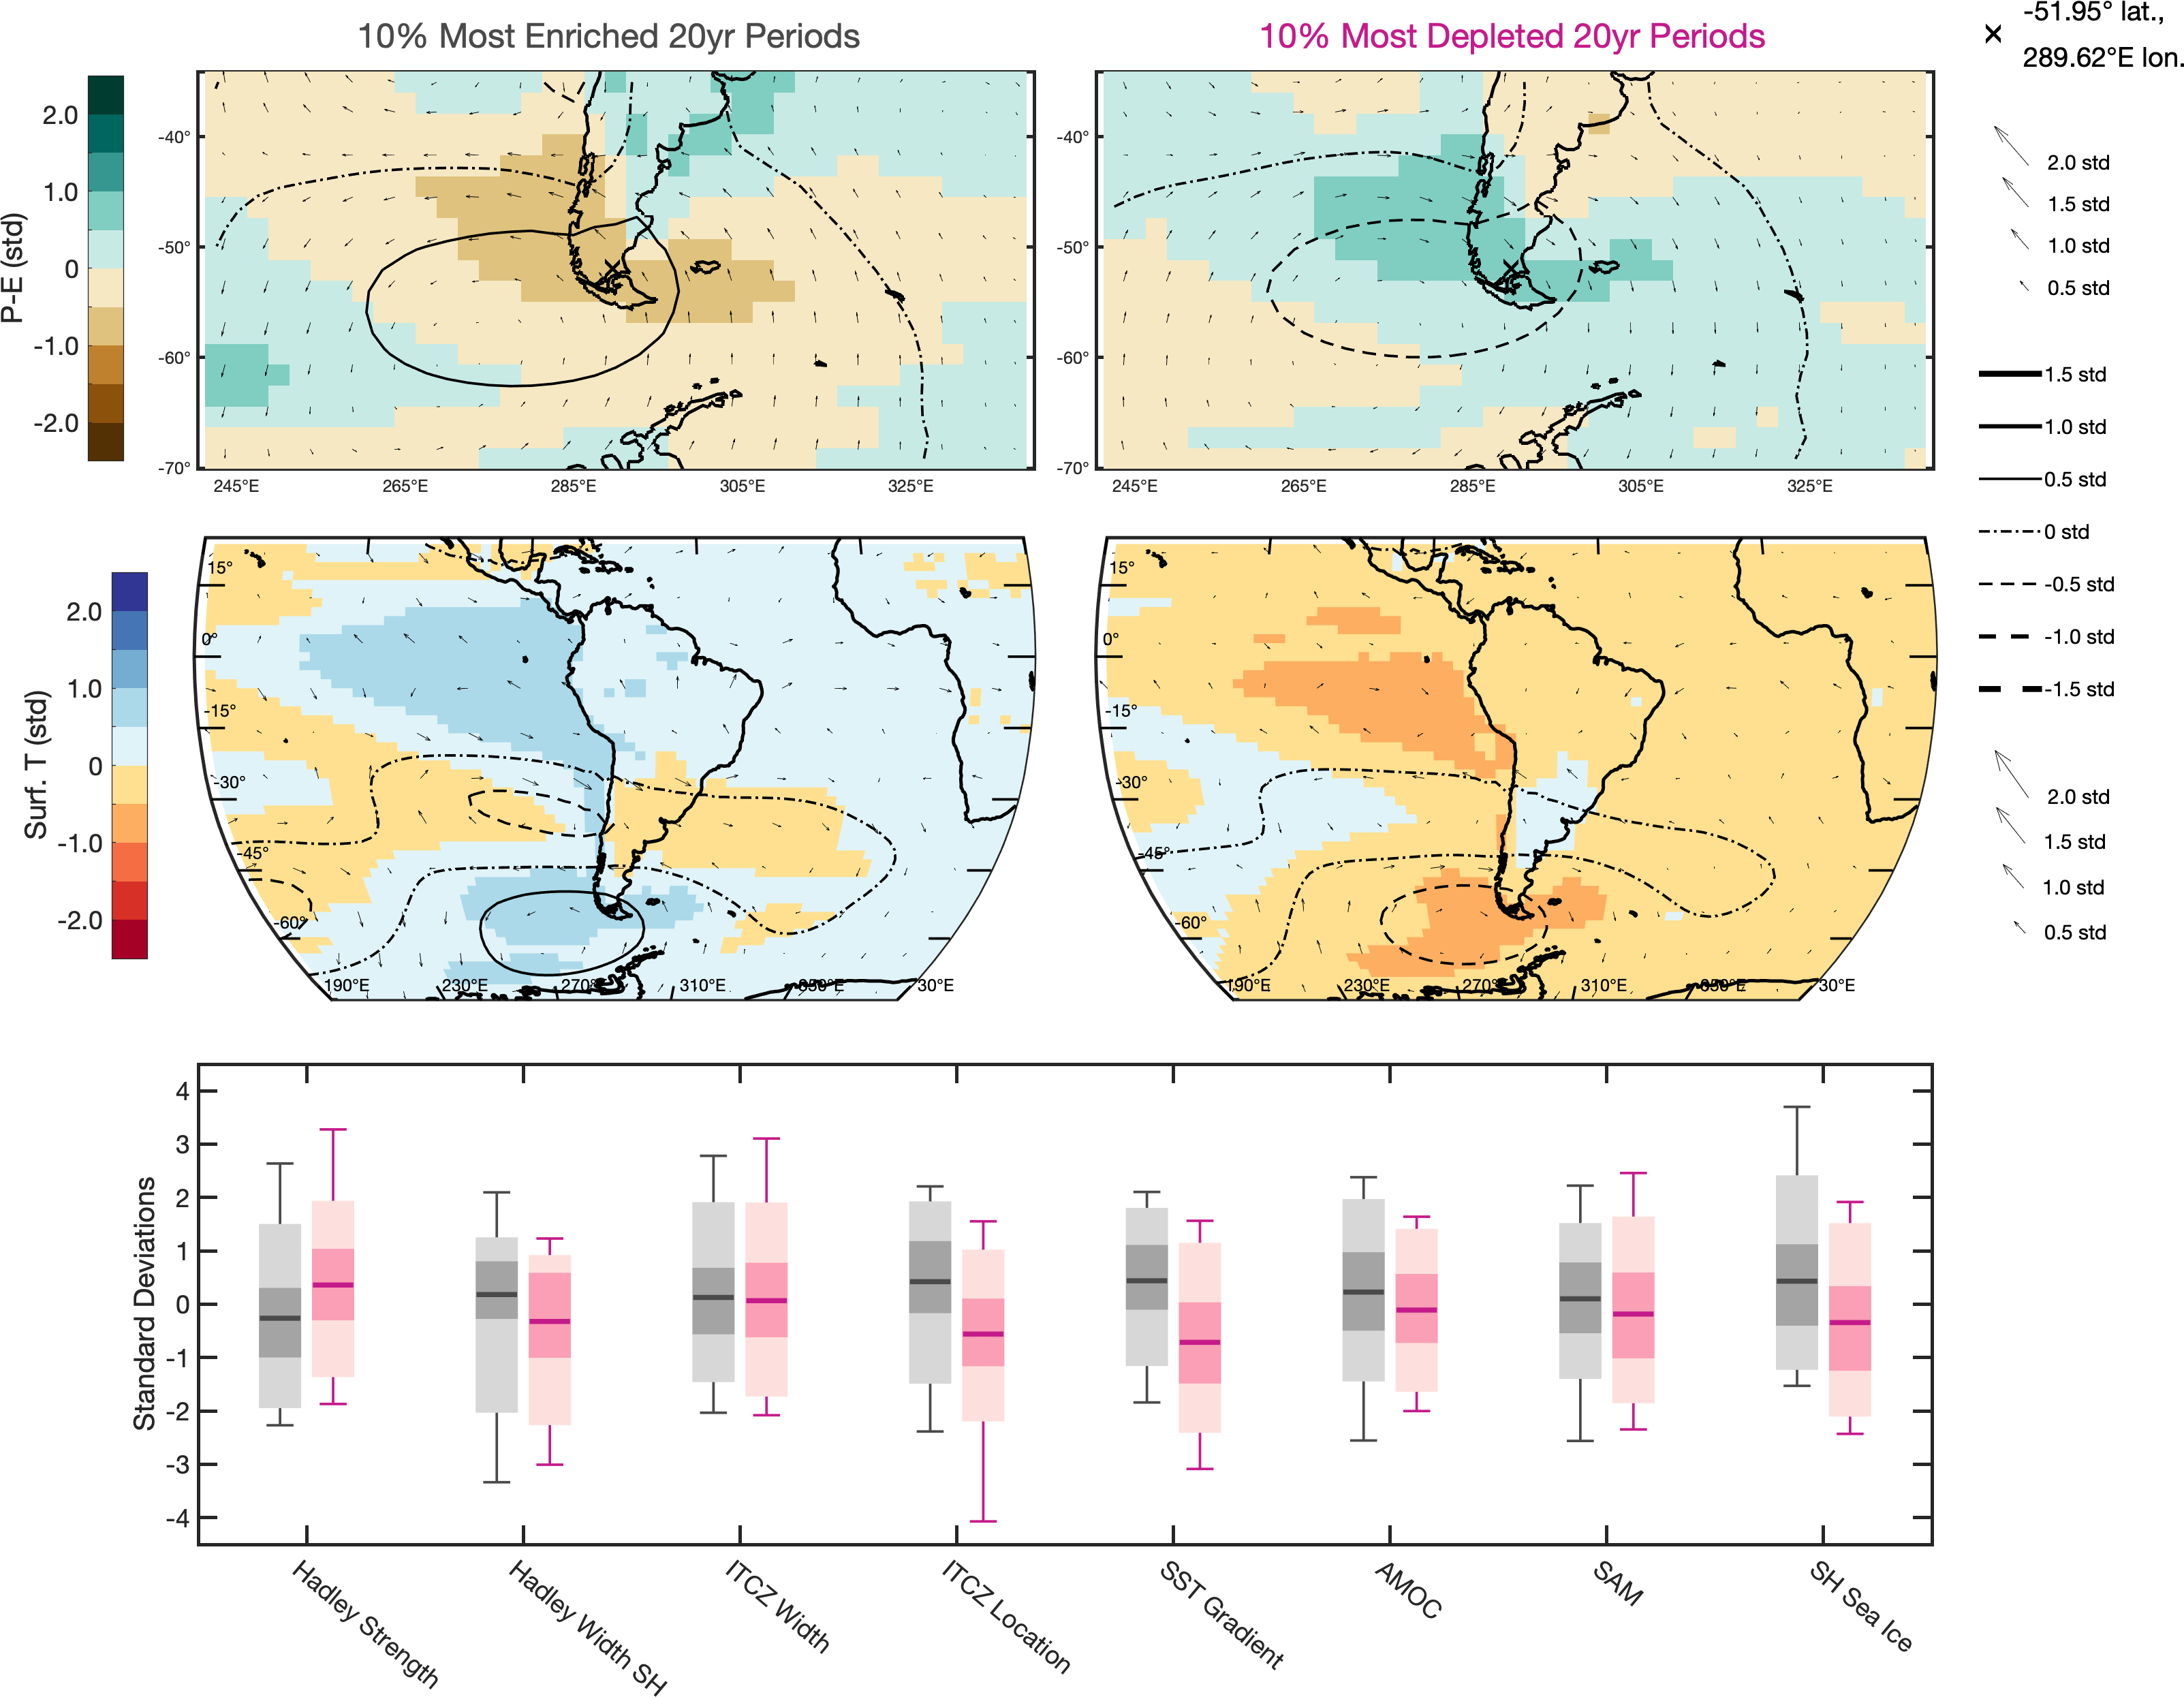 10% Most Enriched 20yr Periods
10% Most Depleted 20yr Periods
× -51.95° lat.,
289.62°E lon.
P-E (std)
2.0
1.0
0
-1.0
-2.0
-40°
-50°
-60°
-70°
245°E 265°E 285°E 305°E 325°E
-40°
-50°
-60°
-70°
245°E 265°E 285°E 305°E 325°E
2.0 std
1.5 std
1.0 std
0.5 std
1.5 std
1.0 std
0.5 std
0 std
-0.5 std
-1.0 std
-1.5 std
Surf. T (std)
2.0
1.0
0
-1.0
-2.0
15°
0°
-15°
-30°
-45°
-60°
190°E 230°E 270° 310°E 350°E 30°E
15°
0°
-15°
-30°
-45°
-60°
190°E 230°E 270° 310°E 350°E 30°E
2.0 std
1.5 std
1.0 std
0.5 std
Standard Deviations
4
3
2
1
0
-1
-2
-3
-4
Hadley Strength
Hadley Width SH
ITCZ Width
ITCZ Location
SST Gradient
AMOC
SAM
SH Sea Ice